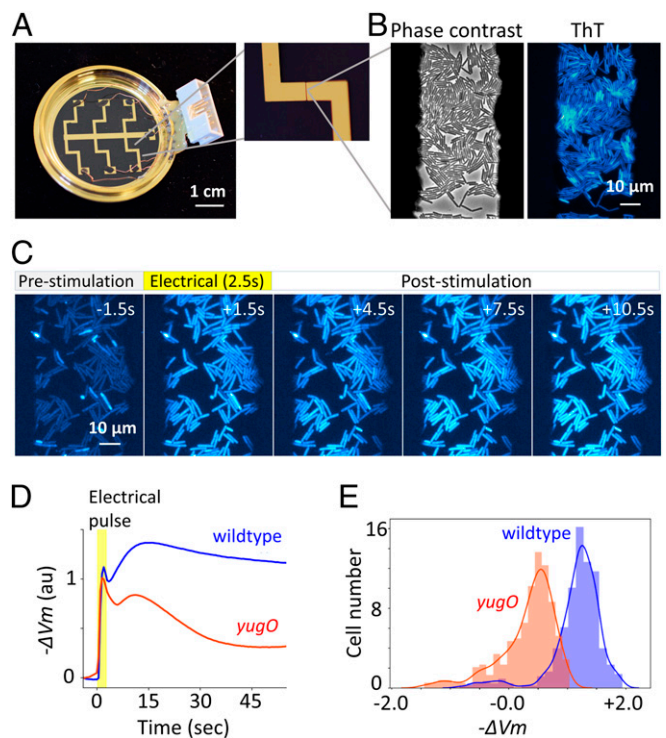 A
B
Phase contrast
ThT
1 cm
10 μm
C
Pre-stimulation
Electrical (2.5s)
Post-stimulation
-1.5s
+1.5s
+4.5s
+7.5s
+10.5s
10 μm
D
E
Electrical
pulse
wildtype
yugO
-ΔVm (au)
1
0
0
15
30
45
Time (sec)
wildtype
yugO
Cell number
16
12
8
4
0
-2.0
-0.0
+2.0
-ΔVm